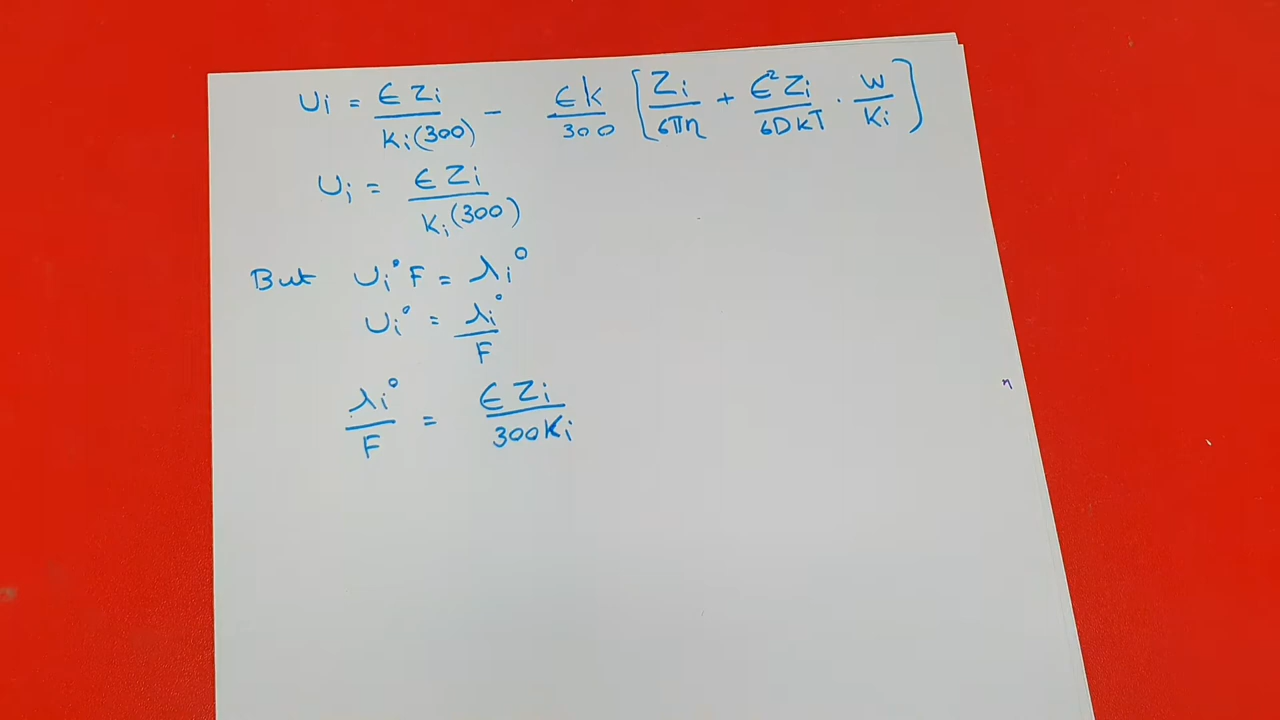 Ui = ϵ Zi / Ki(300) - ϵ k / 300 [ Zi / 6πη + ϵ² Zi / 6DkT · w / Ki ]
Ui = ϵ Zi / Ki(300)
But Ui° F = λi°
Ui° = λi° / F
λi° / F = ϵ Zi / 300Ki
η